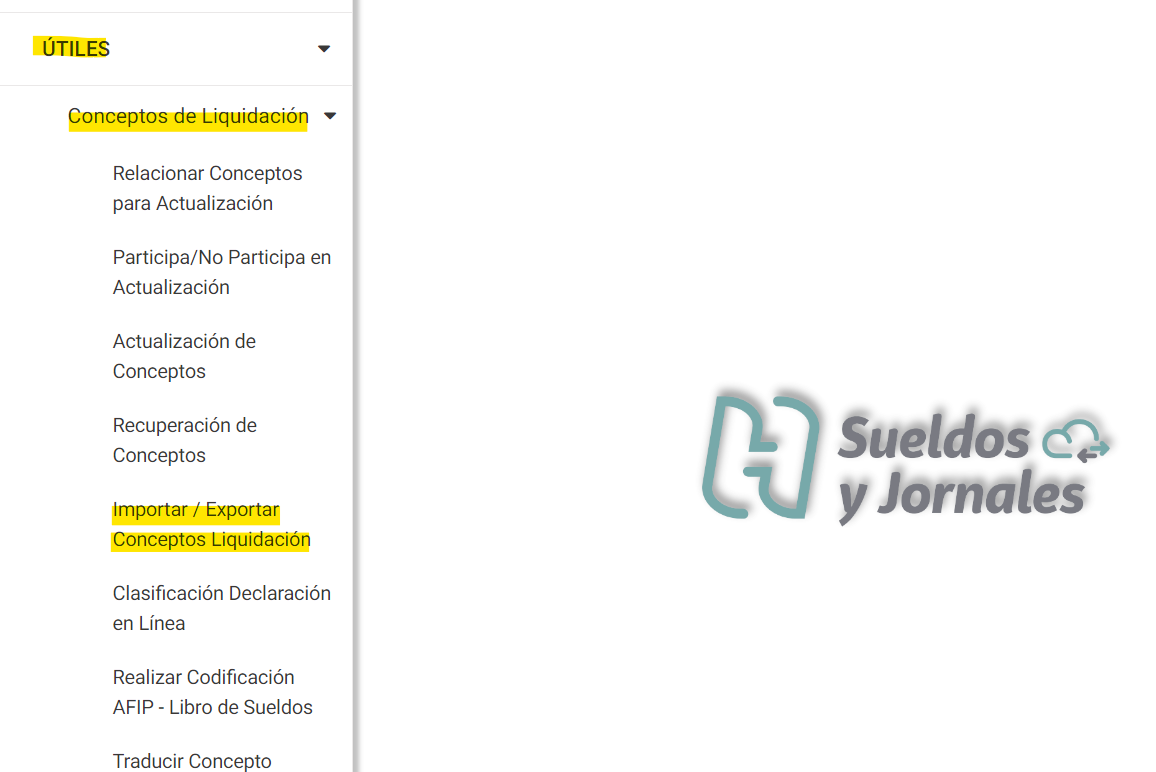 ÚTILES
Conceptos de Liquidación
Relacionar Conceptos
para Actualización
Participa/No Participa en
Actualización
Actualización de
Conceptos
Recuperación de
Conceptos
Importar / Exportar
Conceptos Liquidación
Clasificación Declaración
en Línea
Realizar Codificación
AFIP - Libro de Sueldos
Traducir Concepto
Sueldos
y Jornales